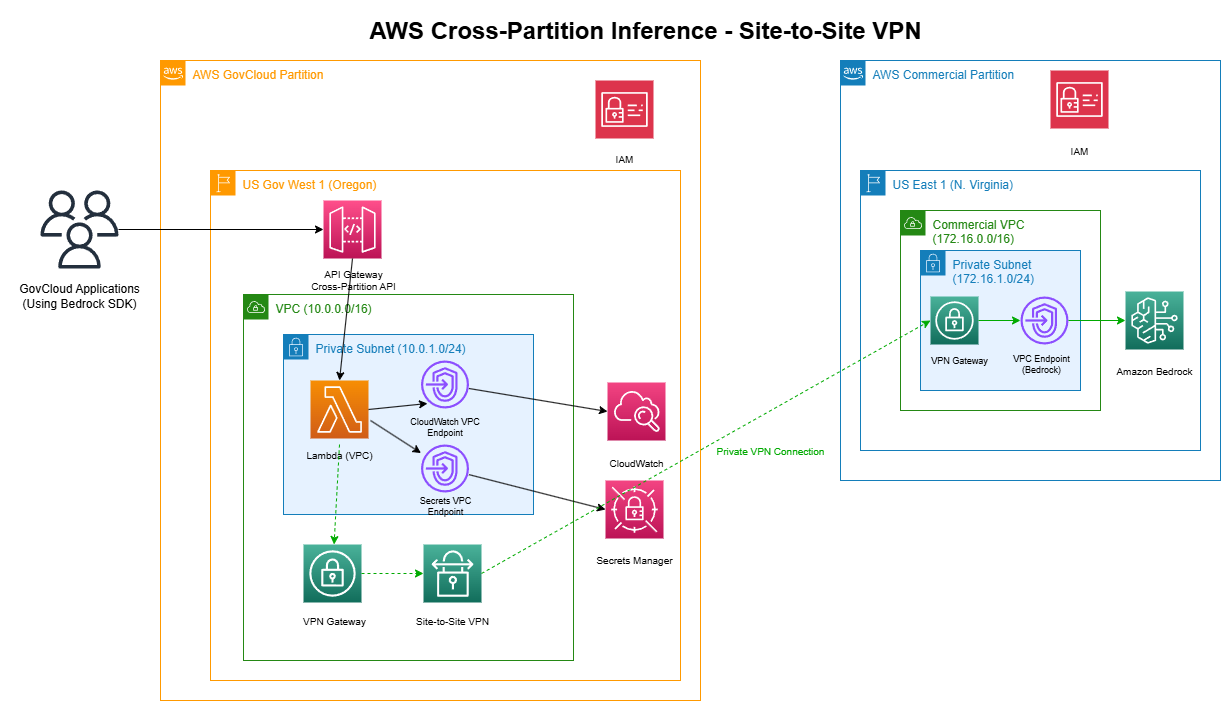 AWS Cross-Partition Inference - Site-to-Site VPN
aws
AWS GovCloud Partition
IAM
US Gov West 1 (Oregon)
GovCloud Applications
(Using Bedrock SDK)
API Gateway
Cross-Partition API
VPC (10.0.0.0/16)
Private Subnet (10.0.1.0/24)
Lambda (VPC)
CloudWatch VPC
Endpoint
Secrets VPC
Endpoint
CloudWatch
Secrets Manager
VPN Gateway
Site-to-Site VPN
Private VPN Connection
aws
AWS Commercial Partition
IAM
US East 1 (N. Virginia)
Commercial VPC
(172.16.0.0/16)
Private Subnet
(172.16.1.0/24)
VPN Gateway
VPC Endpoint
(Bedrock)
Amazon Bedrock